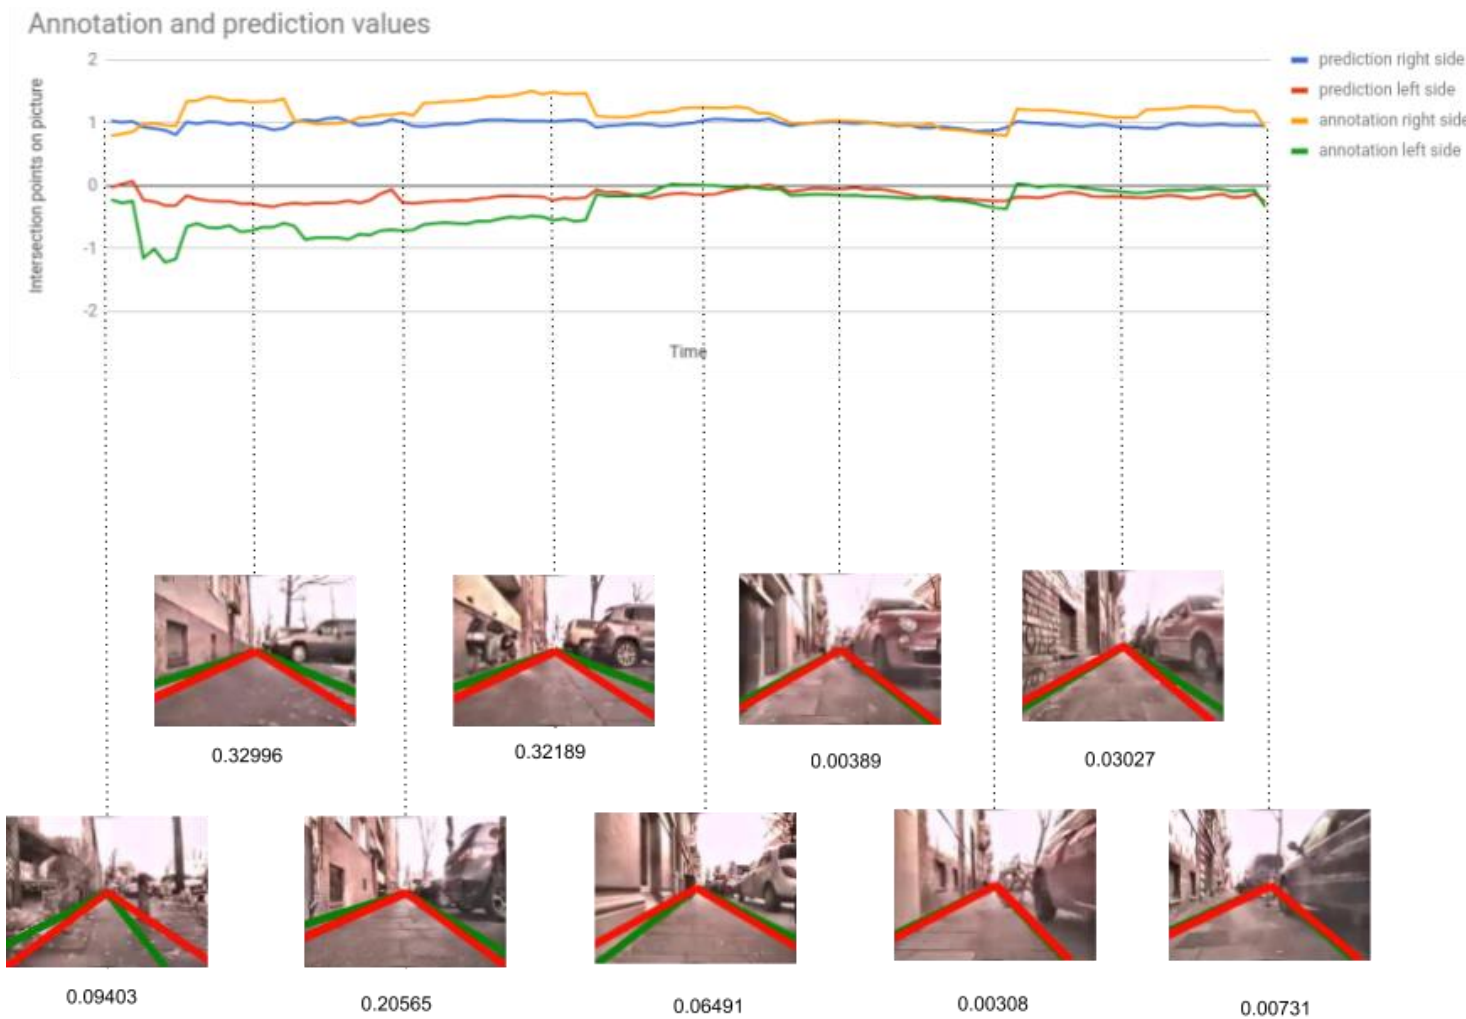 Annotation and prediction values
Intersection points on picture
2
1
0
-1
-2
Time
prediction right side
prediction left side
annotation right side
annotation left side
0.32996
0.32189
0.00389
0.03027
0.09403
0.20565
0.06491
0.00308
0.00731